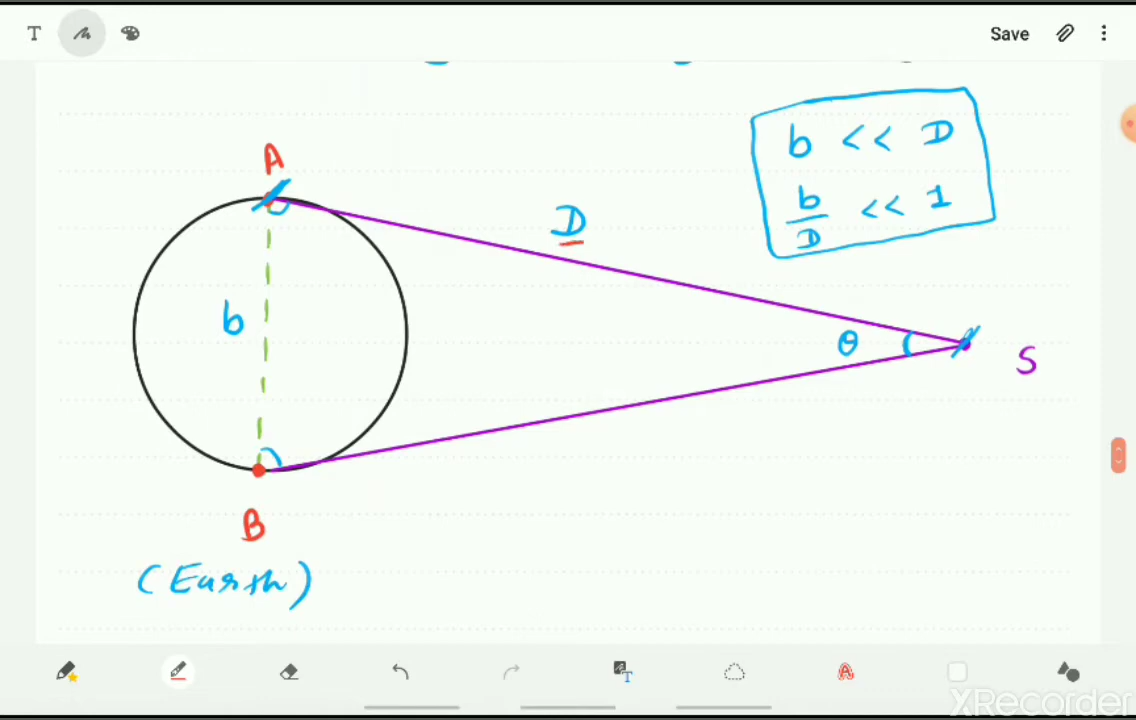 T
Save
A
b << D
b/D << 1
D
b
θ
S
B
(Earth)
T
A
XRecorder